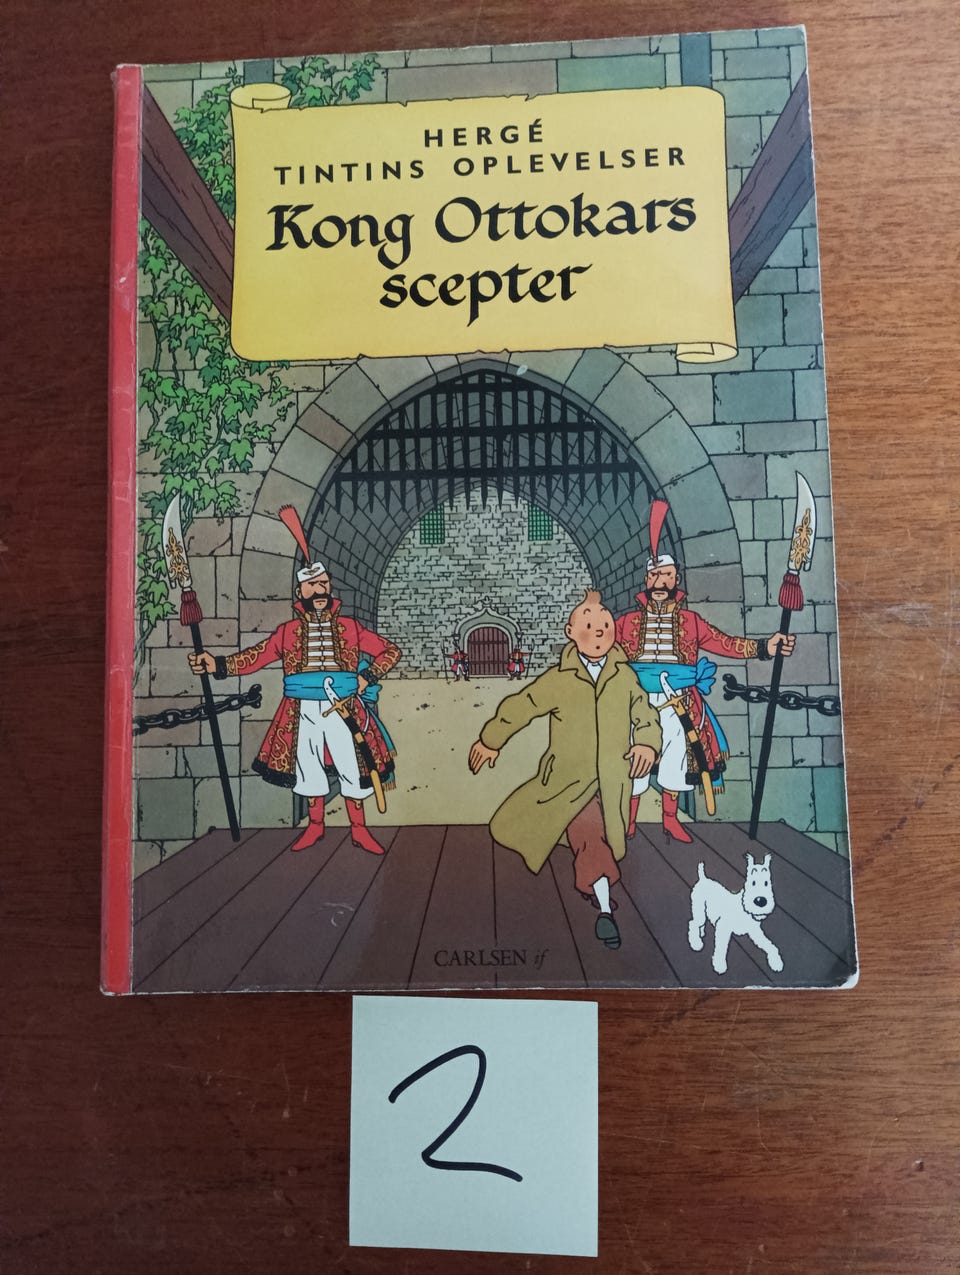 HERGÉ
TINTINS OPLEVELSER
Kong Ottokars
scepter
CARLSEN if
2